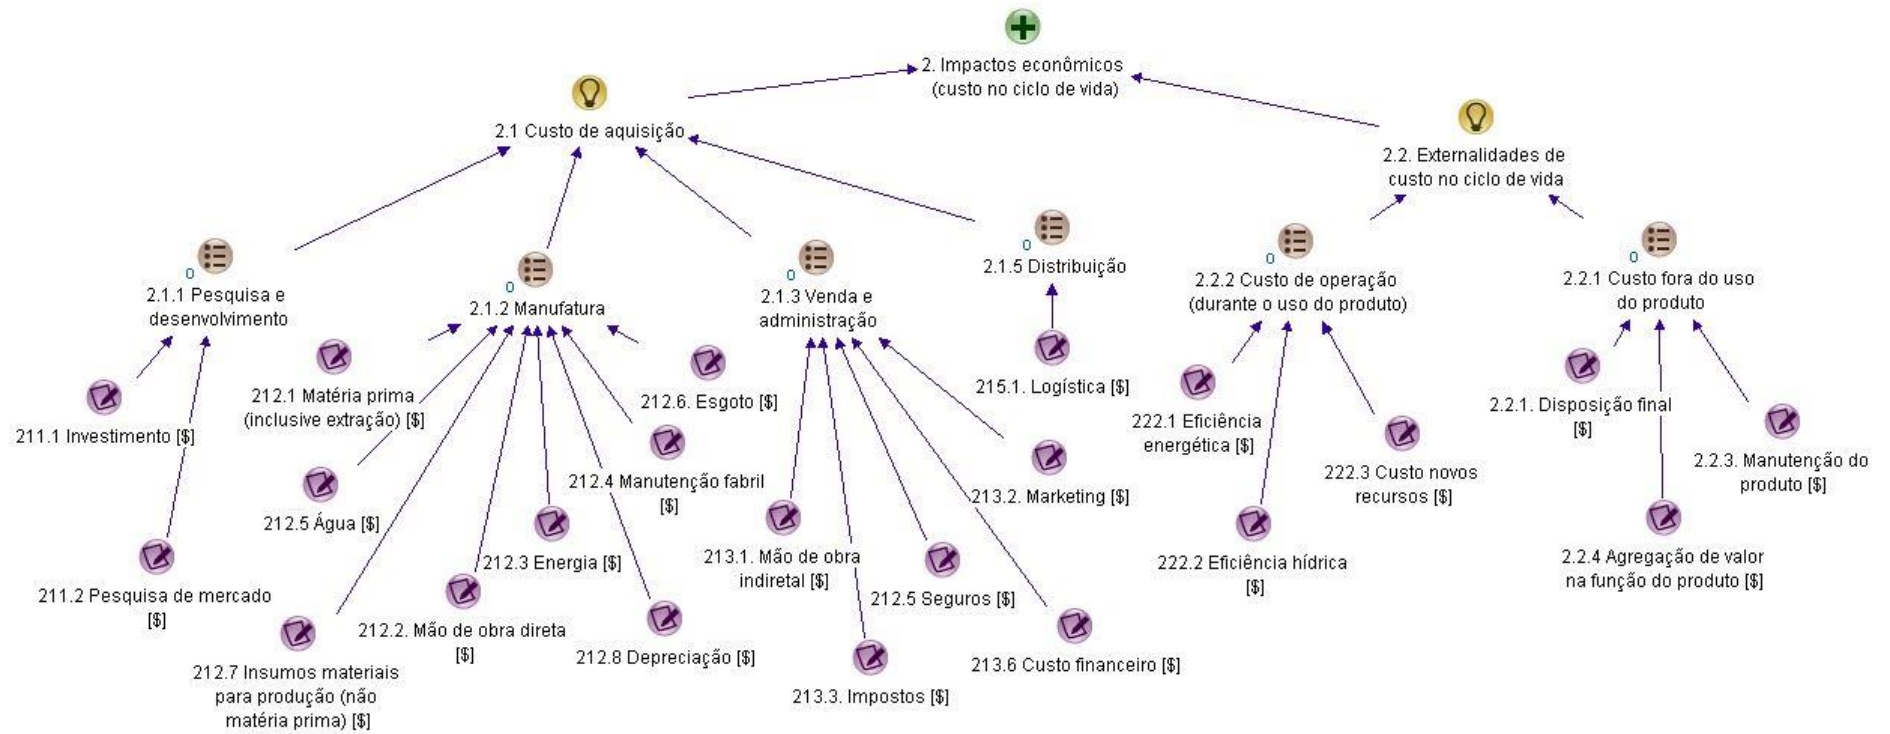 2. Impactos econômicos
(custo no ciclo de vida)
2.1 Custo de aquisição
2.2. Externalidades de
custo no ciclo de vida
0
2.1.1 Pesquisa e
desenvolvimento
0
2.1.2 Manufatura
0
2.1.3 Venda e
administração
0
2.1.5 Distribuição
0
2.2.2 Custo de operação
(durante o uso do produto)
0
2.2.1 Custo fora do uso
do produto
211.1 Investimento [$]
211.2 Pesquisa de mercado
[$]
212.1 Matéria prima
(inclusive extração) [$]
212.5 Água [$]
212.7 Insumos materiais
para produção (não
matéria prima) [$]
212.2. Mão de obra direta
[$]
212.3 Energia [$]
212.8 Depreciação [$]
212.4 Manutenção fabril
[$]
212.6. Esgoto [$]
213.1. Mão de obra
indiretal [$]
213.3. Impostos [$]
212.5 Seguros [$]
213.6 Custo financeiro [$]
213.2. Marketing [$]
215.1. Logística [$]
222.1 Eficiência
energética [$]
222.2 Eficiência hídrica
[$]
222.3 Custo novos
recursos [$]
2.2.1. Disposição final
[$]
2.2.4 Agregação de valor
na função do produto [$]
2.2.3. Manutenção do
produto [$]